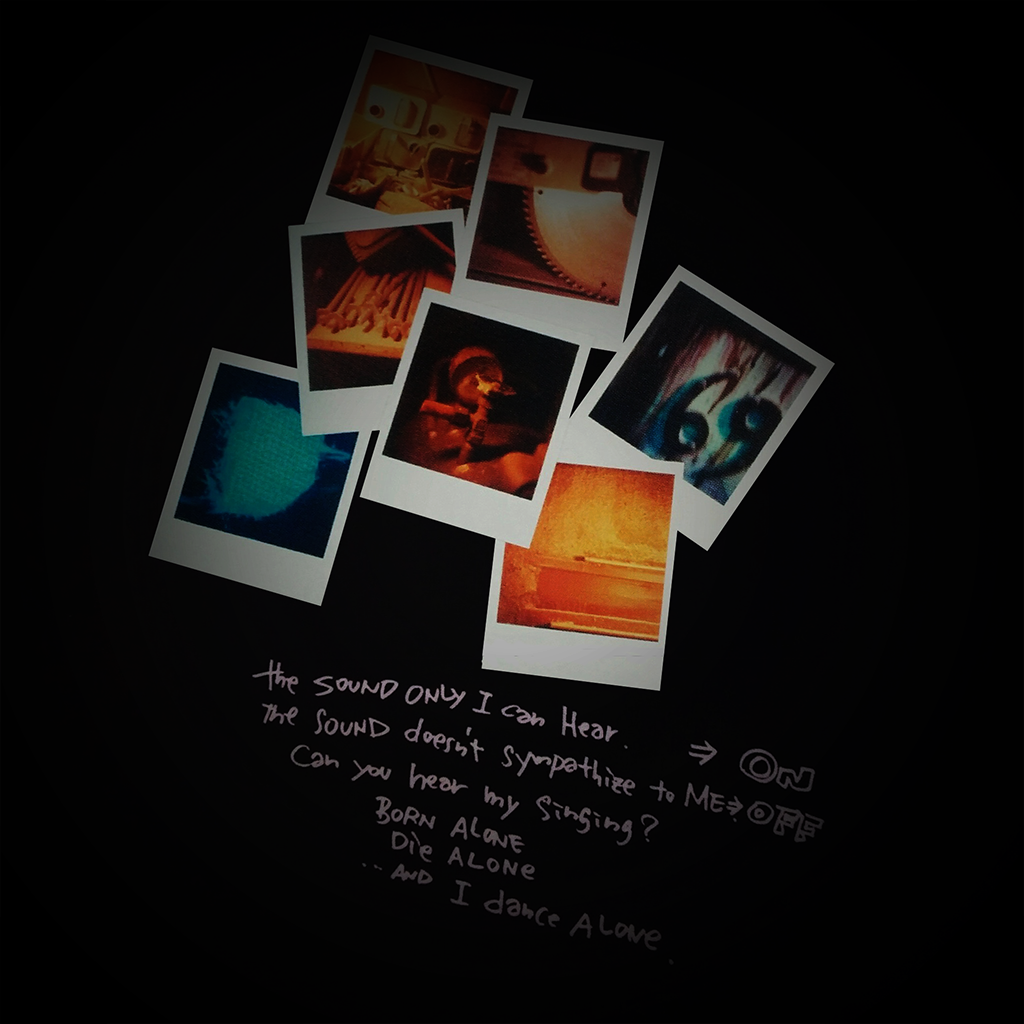 69
the SOUND ONLY I can Hear. ⇒ ON
The SOUND doesn't sympathize to ME ⇒ OFF
Can you hear my Singing?
BORN ALONE
Die ALONe
... AND I dance ALONe.